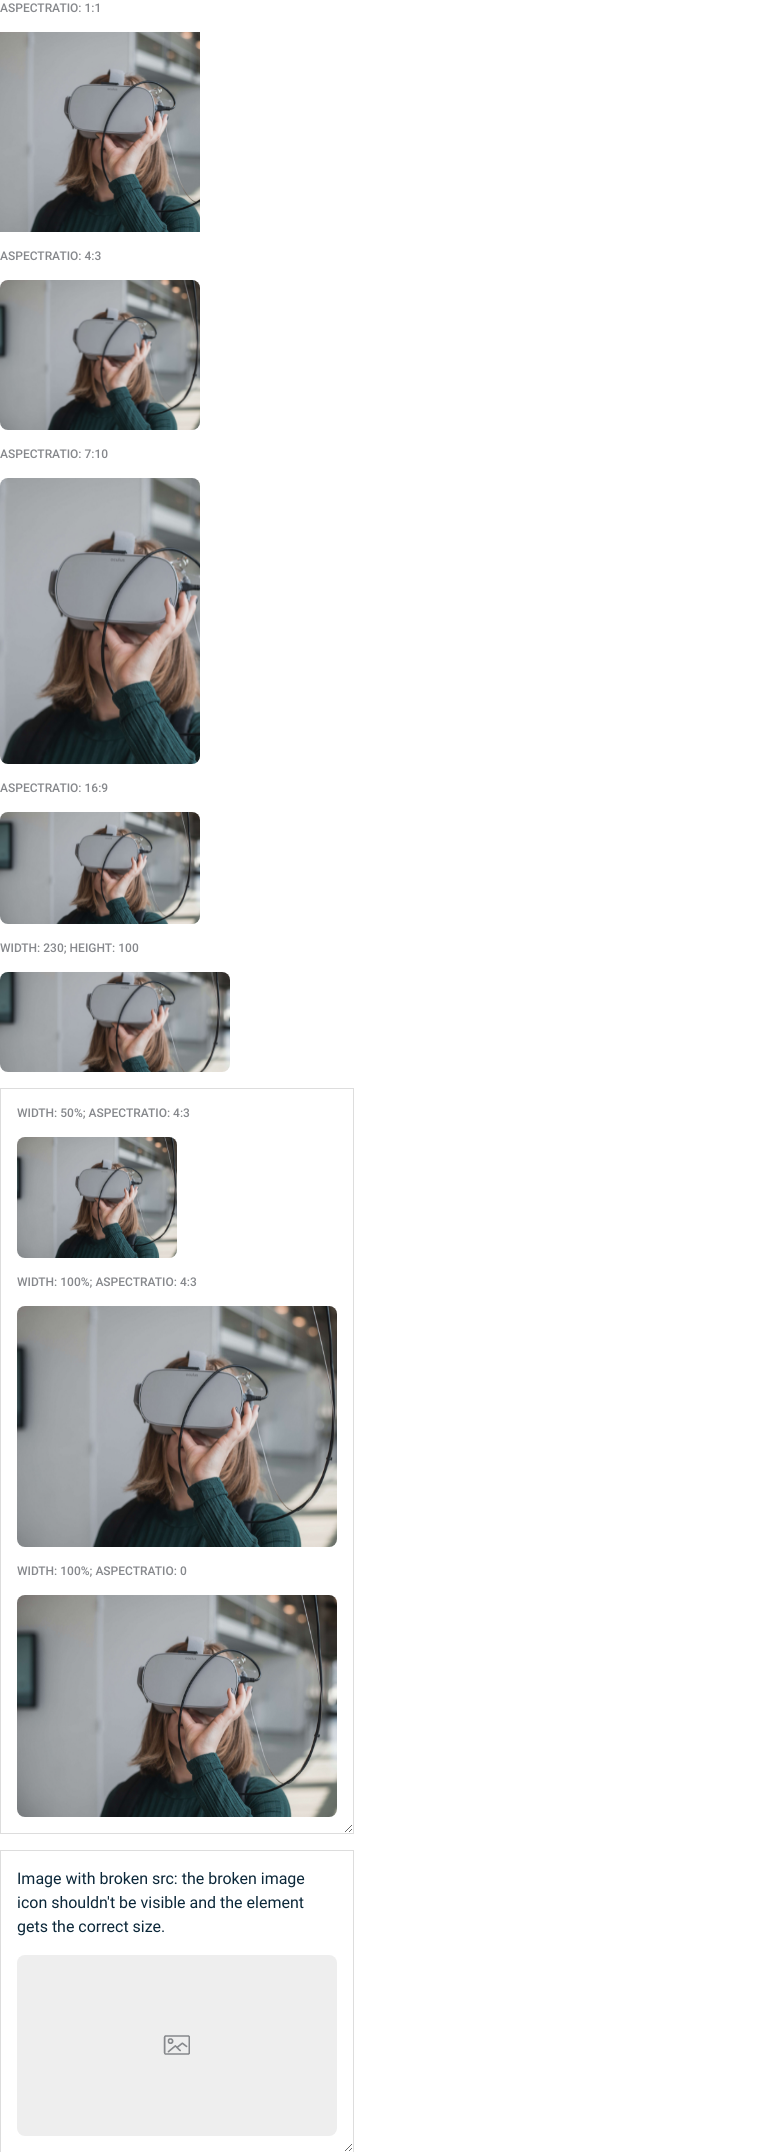 ASPECTRATIO: 1:1
ASPECTRATIO: 4:3
ASPECTRATIO: 7:10
ASPECTRATIO: 16:9
WIDTH: 230; HEIGHT: 100
WIDTH: 50%; ASPECTRATIO: 4:3
WIDTH: 100%; ASPECTRATIO: 4:3
WIDTH: 100%; ASPECTRATIO: 0
Image with broken src: the broken image
icon shouldn't be visible and the element
gets the correct size.